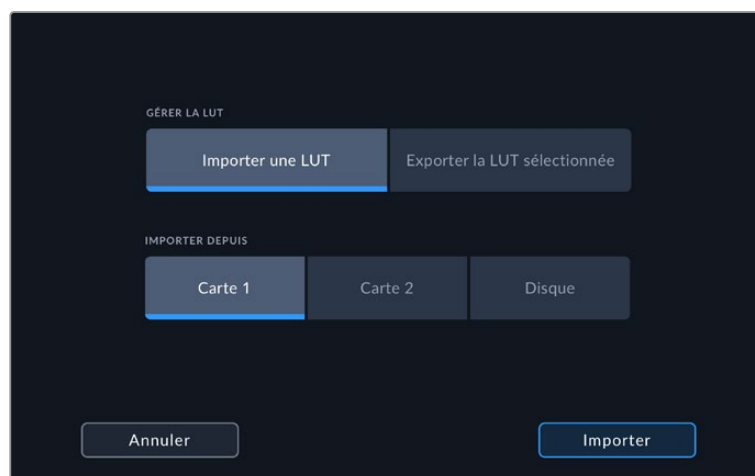 GÉRER LA LUT
Importer une LUT Exporter la LUT sélectionnée
IMPORTER DEPUIS
Carte 1 Carte 2 Disque
Annuler Importer